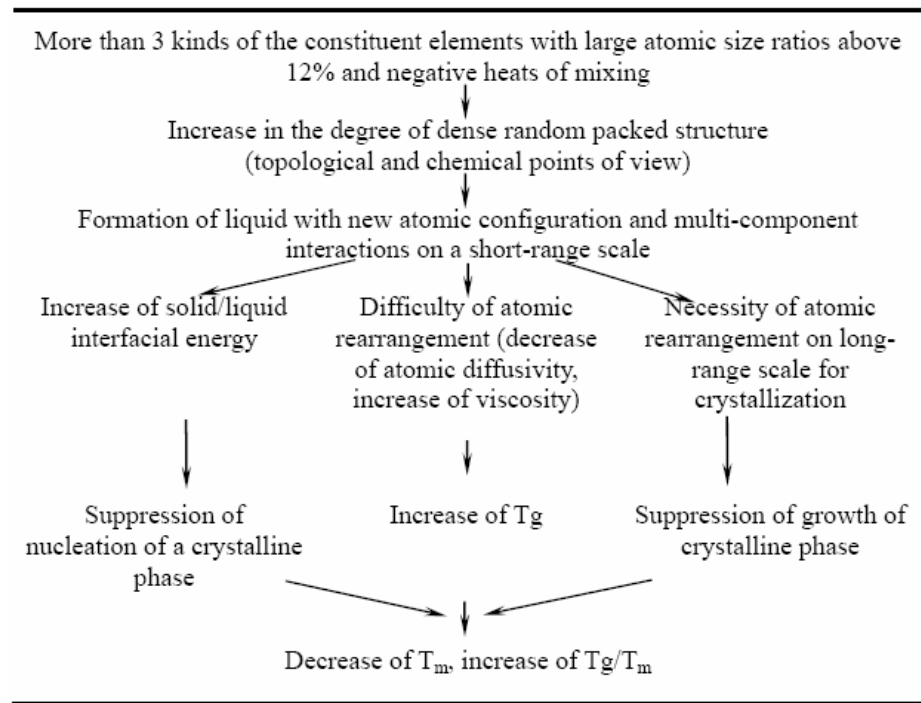 More than 3 kinds of the constituent elements with large atomic size ratios above
12% and negative heats of mixing
Increase in the degree of dense random packed structure
(topological and chemical points of view)
Formation of liquid with new atomic configuration and multi-component
interactions on a short-range scale
Increase of solid/liquid
interfacial energy
Difficulty of atomic
rearrangement (decrease
of atomic diffusivity,
increase of viscosity)
Necessity of atomic
rearrangement on long-
range scale for
crystallization
Suppression of
nucleation of a crystalline
phase
Increase of Tg
Suppression of growth of
crystalline phase
Decrease of Tm, increase of Tg/Tm